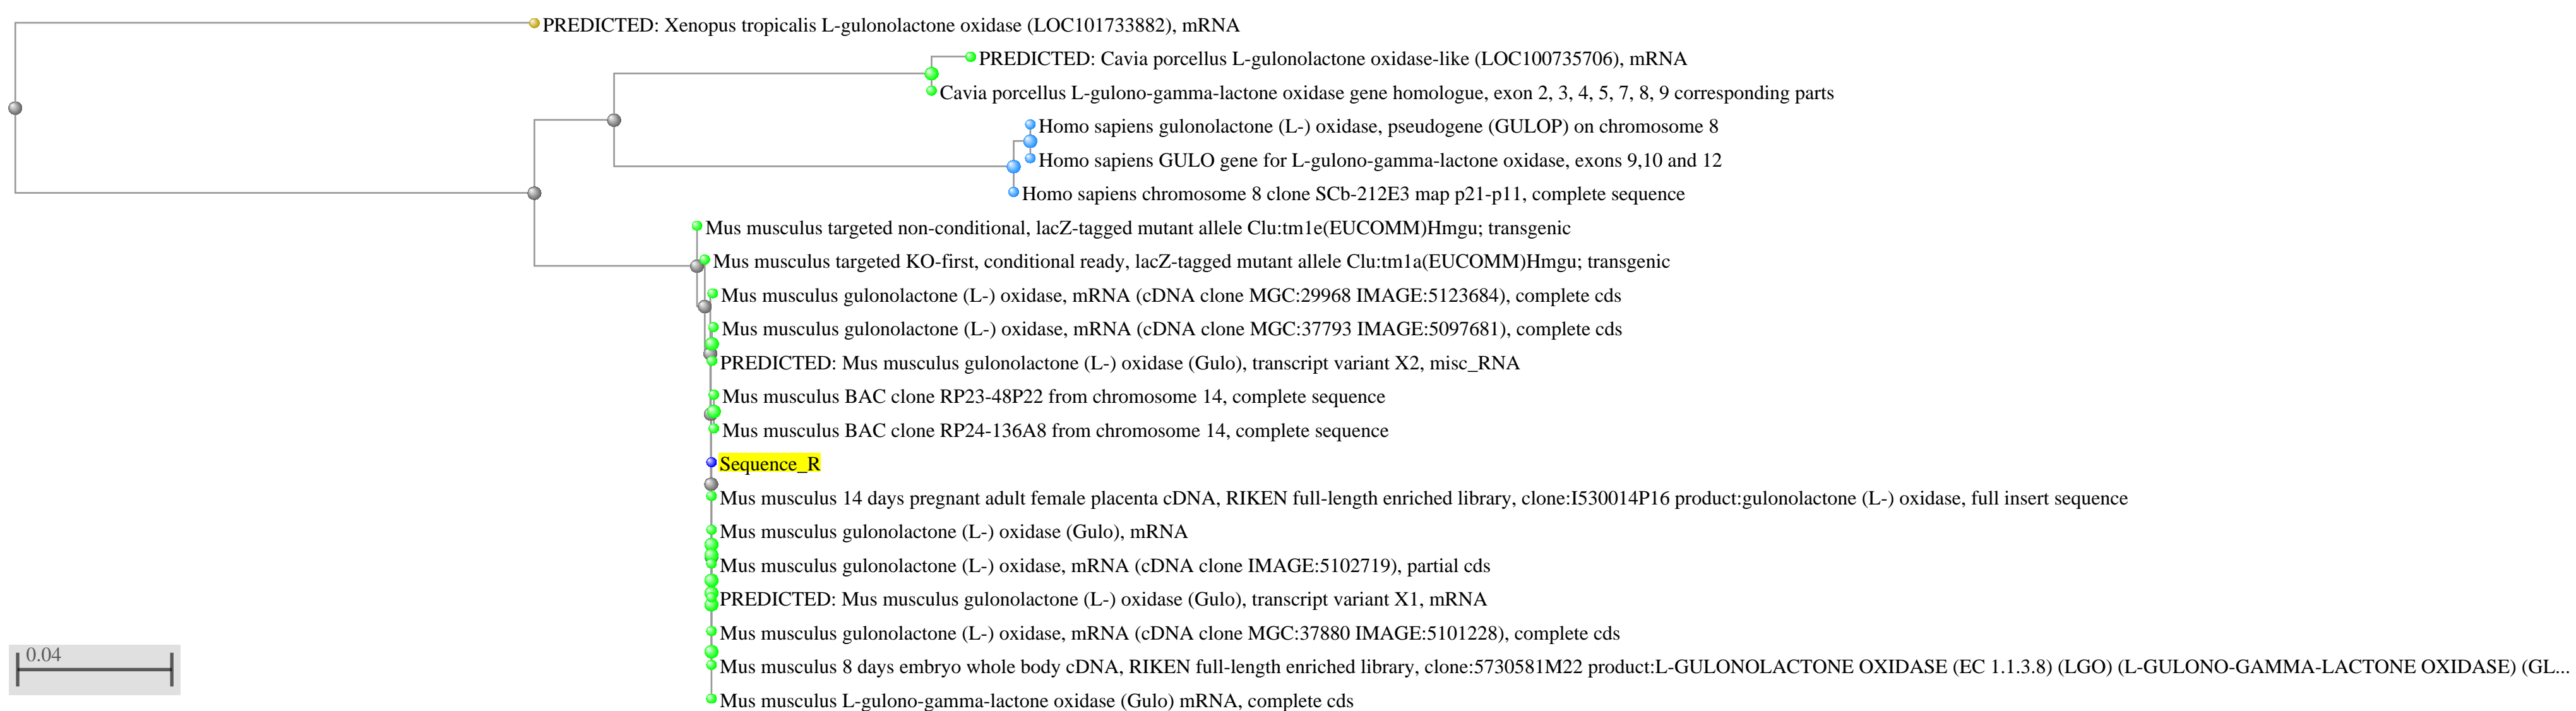 PREDICTED: Xenopus tropicalis L-gulonolactone oxidase (LOC101733882), mRNA
PREDICTED: Cavia porcellus L-gulonolactone oxidase-like (LOC100735706), mRNA
Cavia porcellus L-gulono-gamma-lactone oxidase gene homologue, exon 2, 3, 4, 5, 7, 8, 9 corresponding parts
Homo sapiens gulonolactone (L-) oxidase, pseudogene (GULOP) on chromosome 8
Homo sapiens GULO gene for L-gulono-gamma-lactone oxidase, exons 9,10 and 12
Homo sapiens chromosome 8 clone SCb-212E3 map p21-p11, complete sequence
Mus musculus targeted non-conditional, lacZ-tagged mutant allele Clu:tm1e(EUCOMM)Hmgu; transgenic
Mus musculus targeted KO-first, conditional ready, lacZ-tagged mutant allele Clu:tm1a(EUCOMM)Hmgu; transgenic
Mus musculus gulonolactone (L-) oxidase, mRNA (cDNA clone MGC:29968 IMAGE:5123684), complete cds
Mus musculus gulonolactone (L-) oxidase, mRNA (cDNA clone MGC:37793 IMAGE:5097681), complete cds
PREDICTED: Mus musculus gulonolactone (L-) oxidase (Gulo), transcript variant X2, misc_RNA
Mus musculus BAC clone RP23-48P22 from chromosome 14, complete sequence
Mus musculus BAC clone RP24-136A8 from chromosome 14, complete sequence
Sequence_R
Mus musculus 14 days pregnant adult female placenta cDNA, RIKEN full-length enriched library, clone:I530014P16 product:gulonolactone (L-) oxidase, full insert sequence
Mus musculus gulonolactone (L-) oxidase (Gulo), mRNA
Mus musculus gulonolactone (L-) oxidase, mRNA (cDNA clone IMAGE:5102719), partial cds
PREDICTED: Mus musculus gulonolactone (L-) oxidase (Gulo), transcript variant X1, mRNA
Mus musculus gulonolactone (L-) oxidase, mRNA (cDNA clone MGC:37880 IMAGE:5101228), complete cds
0.04
Mus musculus 8 days embryo whole body cDNA, RIKEN full-length enriched library, clone:5730581M22 product:L-GULONOLACTONE OXIDASE (EC 1.1.3.8) (LGO) (L-GULONO-GAMMA-LACTONE OXIDASE) (GL...
Mus musculus L-gulono-gamma-lactone oxidase (Gulo) mRNA, complete cds